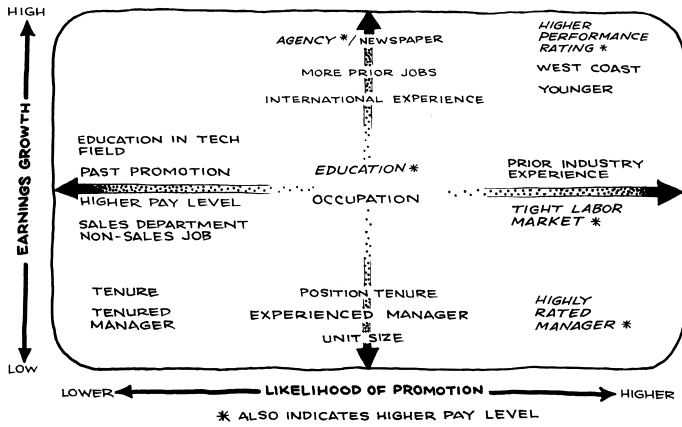 HIGH
AGENCY */NEWSPAPER
MORE PRIOR JOBS
INTERNATIONAL EXPERIENCE
HIGHER
PERFORMANCE
RATING *
WEST COAST
YOUNGER
EARNINGS GROWTH
EDUCATION IN TECH
FIELD
PAST PROMOTION
HIGHER PAY LEVEL
SALES DEPARTMENT
NON-SALES JOB
EDUCATION *
OCCUPATION
PRIOR INDUSTRY
EXPERIENCE
TIGHT LABOR
MARKET *
TENURE
TENURED
MANAGER
POSITION TENURE
EXPERIENCED MANAGER
UNIT SIZE
HIGHLY
RATED
MANAGER *
LOW
LOWER
LIKELIHOOD OF PROMOTION
HIGHER
* ALSO INDICATES HIGHER PAY LEVEL